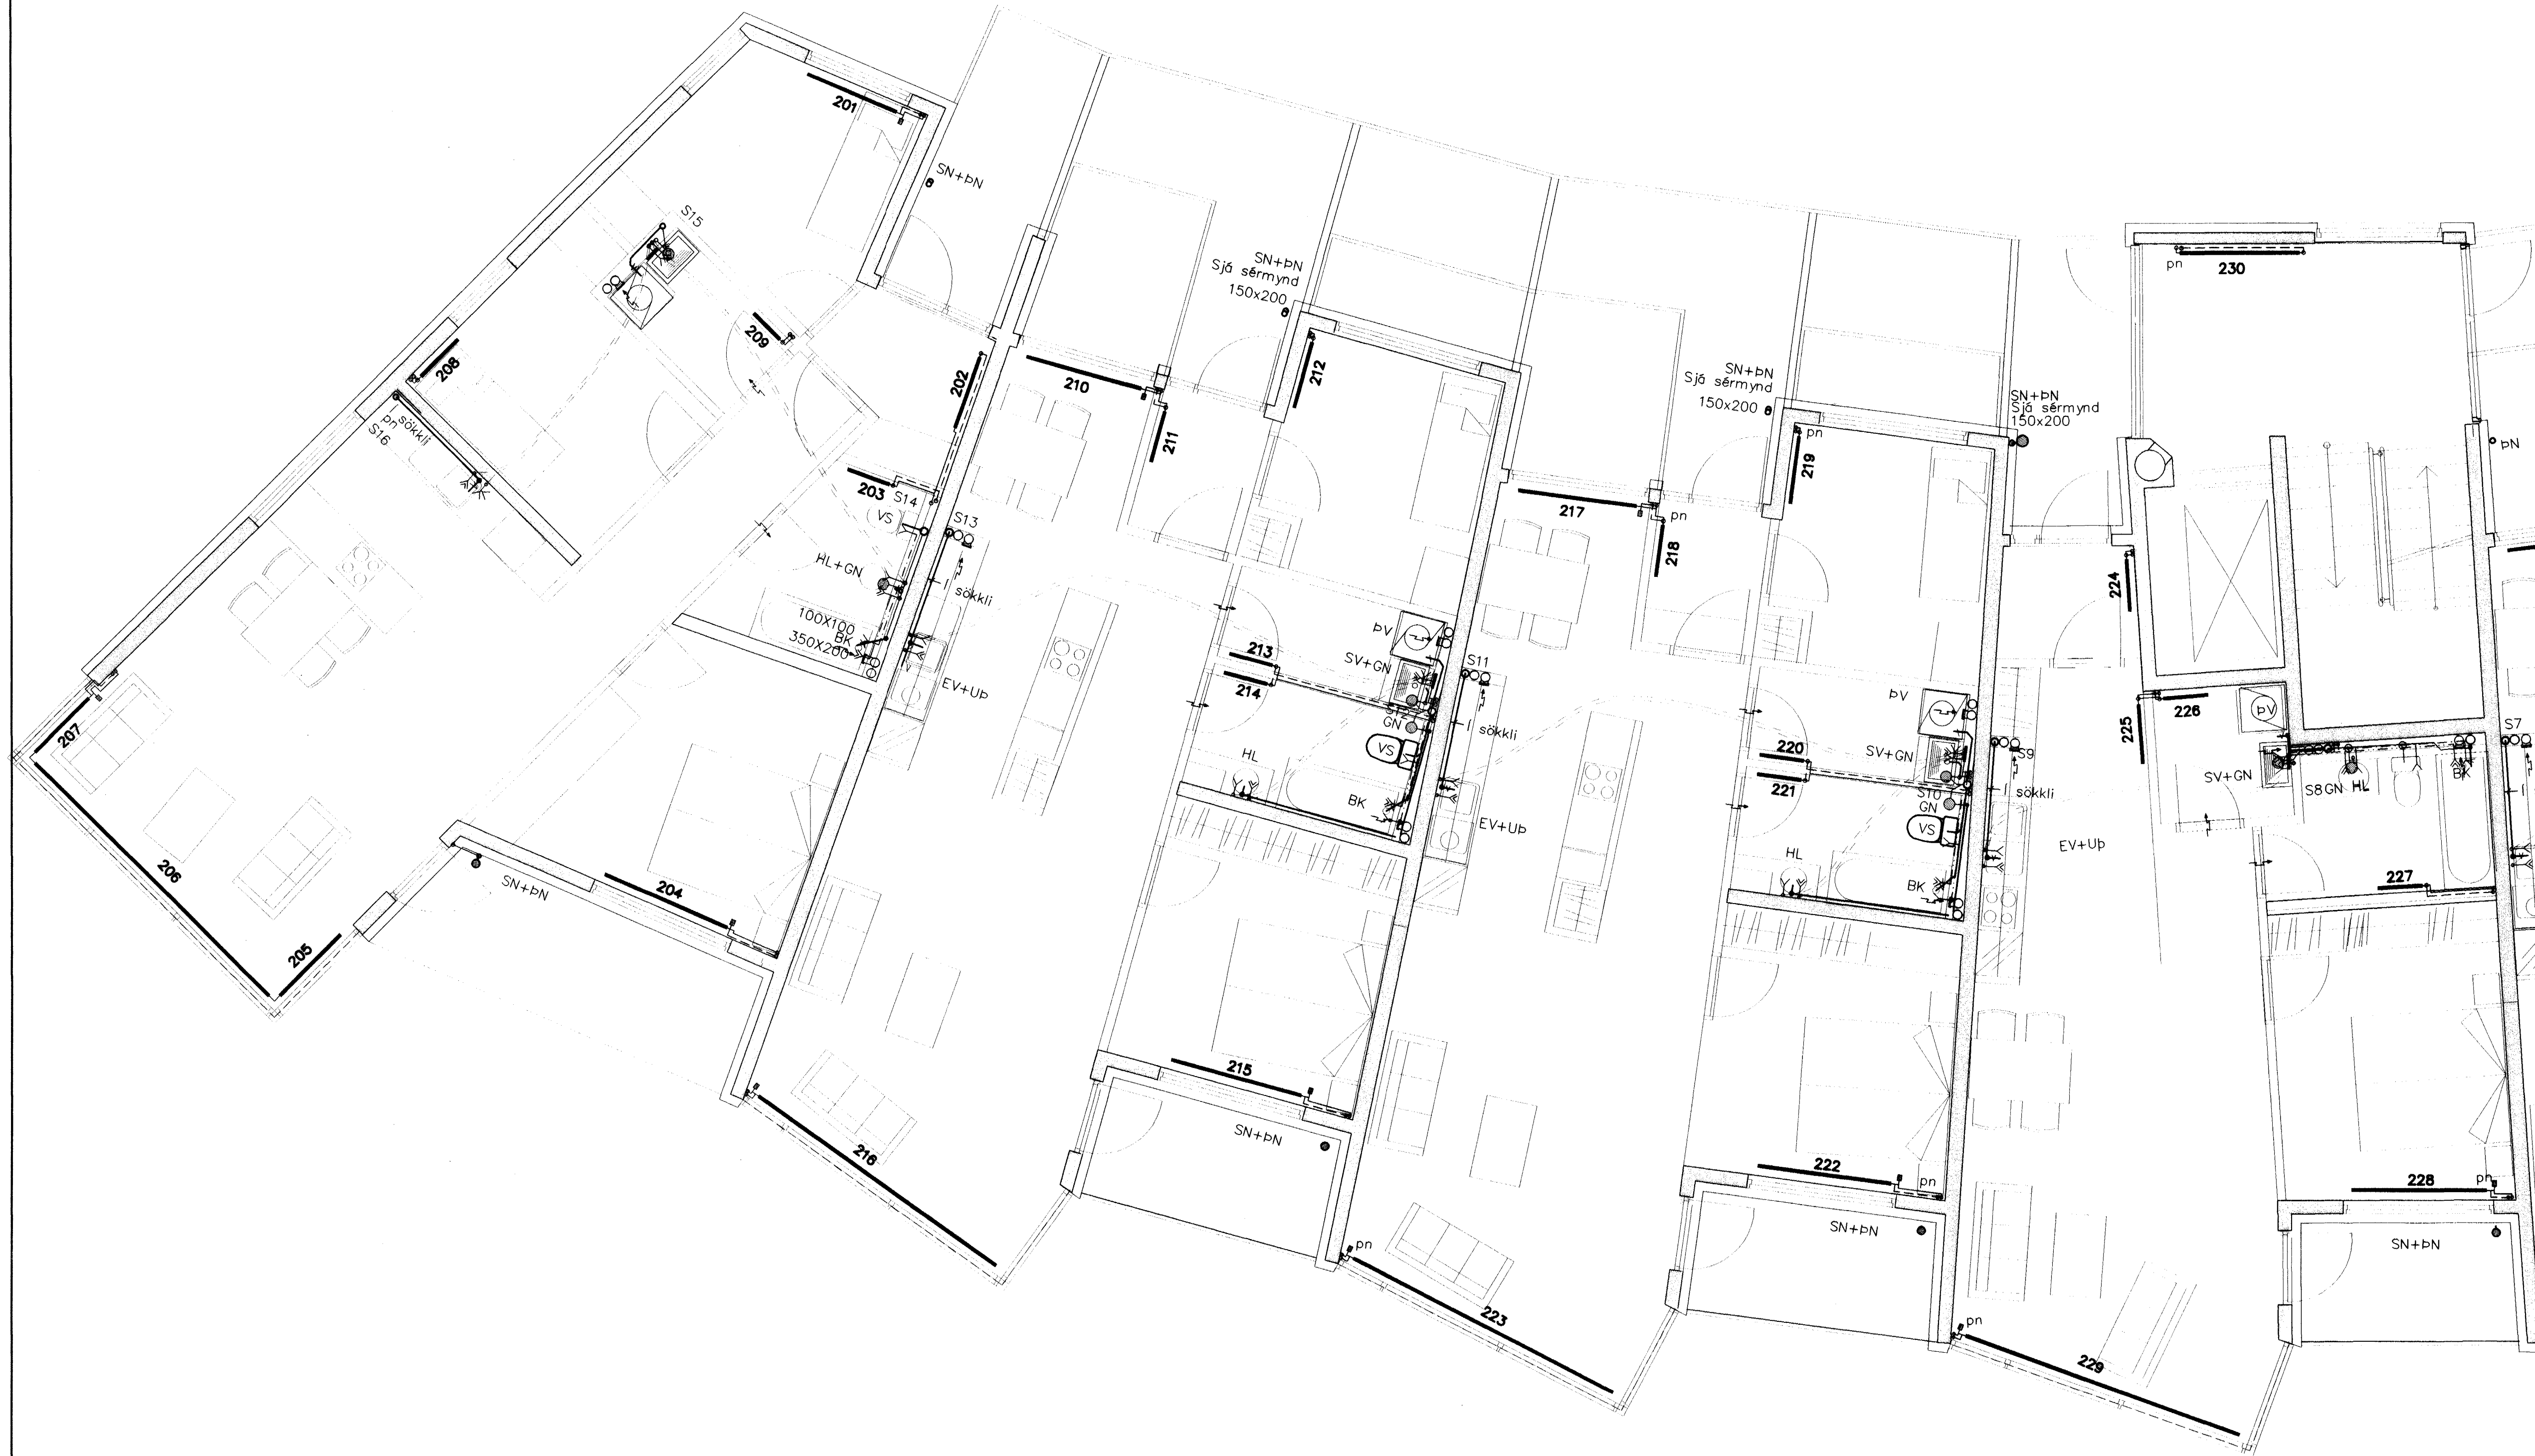 201
SN+ÞN
S15
209
208
202
S16
pn
sökkli
203
S14
VS
S13
HL+GN
Í sökkli
100X100
BK
350X200
EV+UÞ
207
206
205
204
SN+ÞN
SN+ÞN
Sjá sérmynd
150x200
210
211
212
ÞV
213
SV+GN
214
S11
S12
GN
Í sökkli
VS
HL
BK
EV+UÞ
215
216
SN+ÞN
SN+ÞN
Sjá sérmynd
150x200
217
pn
218
pn
219
ÞV
220
SV+GN
221
S9
S10
GN
Í sökkli
VS
HL
BK
EV+UÞ
222
pn
pn
223
SN+ÞN
SN+ÞN
Sjá sérmynd
150x200
pn
230
ÞN
224
225
226
ÞV
S7
SV+GN
S8
GN
HL
BK
227
228
pn
pn
229
SN+ÞN